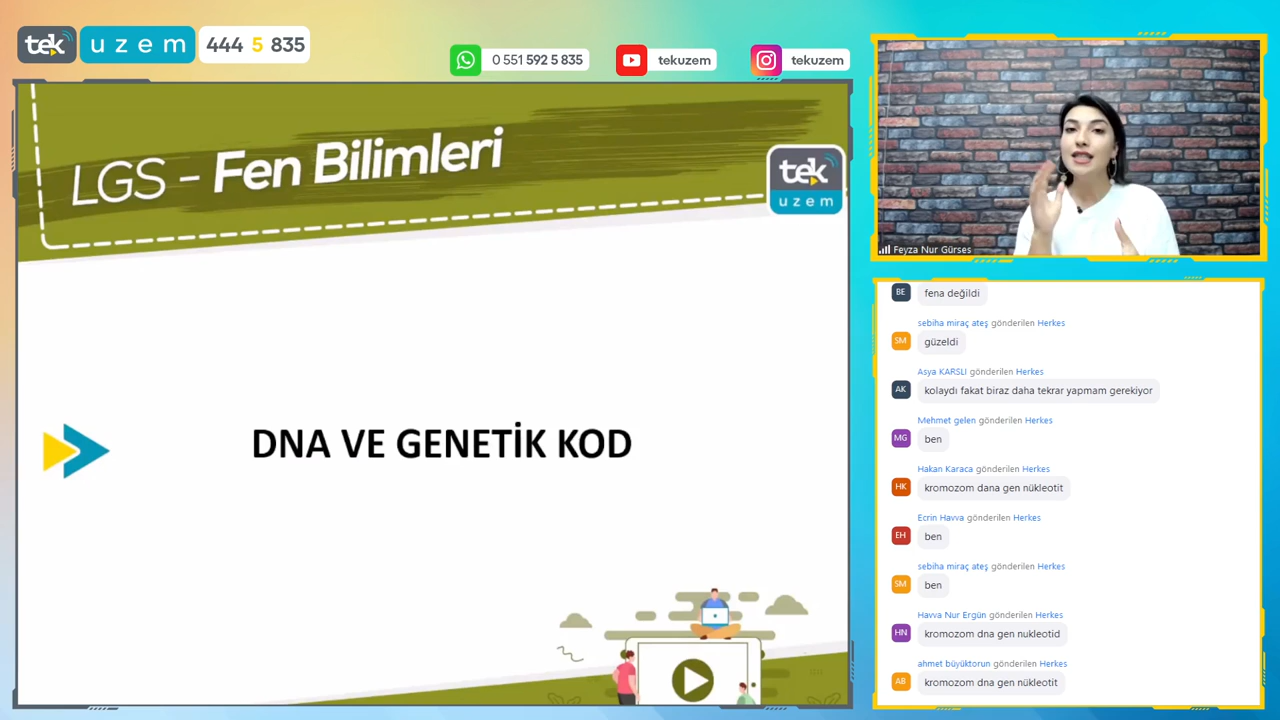 tek uzem 444 5 835
0 551 592 5 835
tekuzem
tekuzem
LGS - Fen Bilimleri
tek
uzem
DNA VE GENETİK KOD
Feyza Nur Gürses
BE
fena değildi
sebiha miraç ateş gönderilen Herkes
SM
güzeldi
Asya KARSLI gönderilen Herkes
AK
kolaydı fakat biraz daha tekrar yapmam gerekiyor
Mehmet gelen gönderilen Herkes
MG
ben
Hakan Karaca gönderilen Herkes
HK
kromozom dana gen nükleotit
Ecrin Havva gönderilen Herkes
EH
ben
sebiha miraç ateş gönderilen Herkes
SM
ben
Havva Nur Ergün gönderilen Herkes
HN
kromozom dna gen nukleotid
ahmet büyüktorun gönderilen Herkes
AB
kromozom dna gen nükleotit